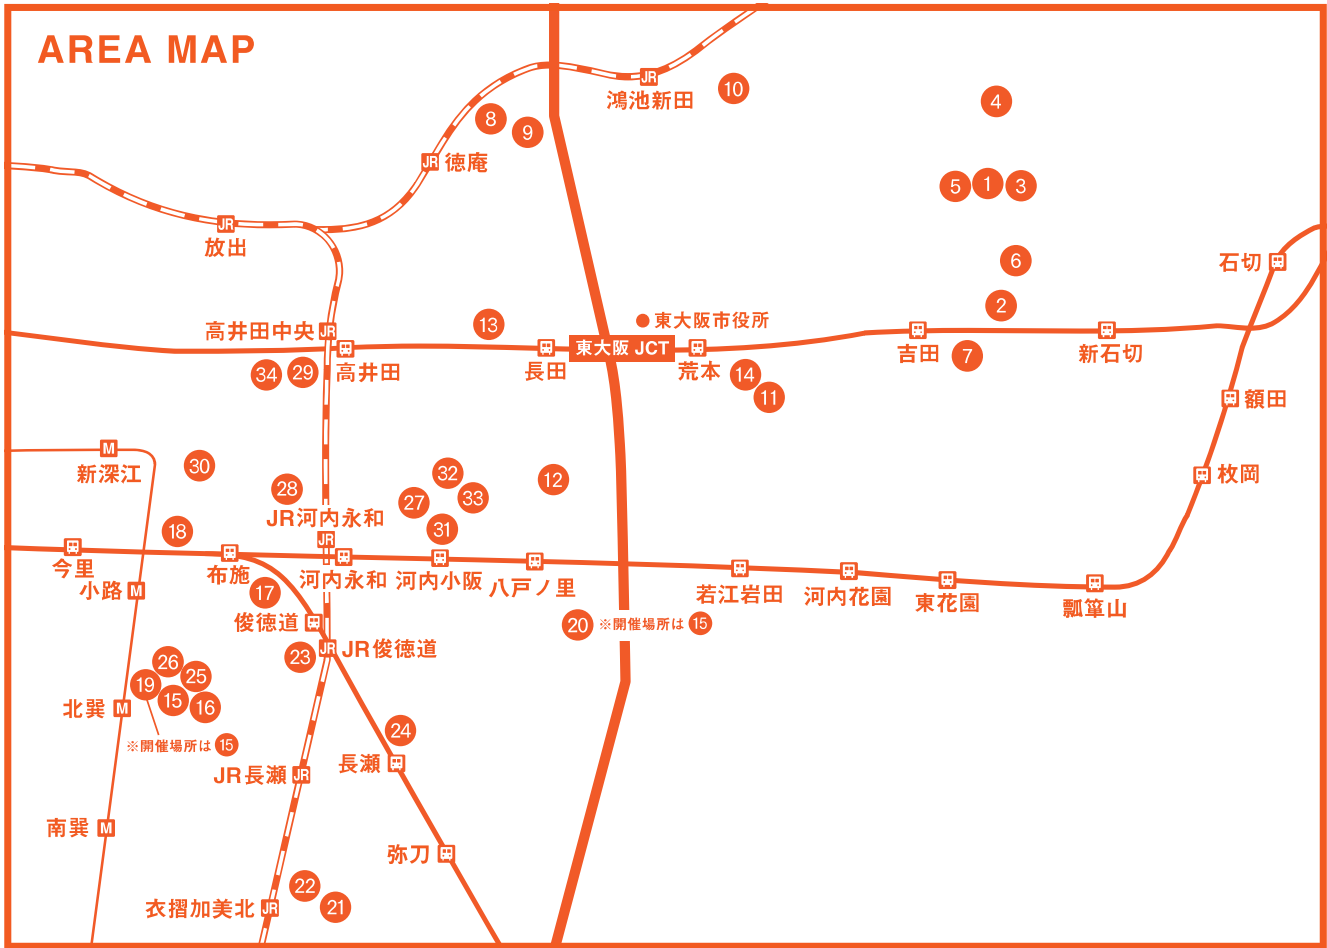 AREA MAP
JR
鴻池新田
10
4
8
9
JR
徳庵
5
1
3
JR
放出
6
石切
2
高井田中央
JR
13
東大阪市役所
東大阪 JCT
34
29
高井田
長田
荒本
14
11
吉田
7
新石切
額田
M
新深江
30
28
JR河内永和
JR
32
27
33
31
12
枚岡
18
今里
小路
M
布施
17
河内永和
河内小阪
八戸ノ里
若江岩田
河内花園
東花園
瓢箪山
俊徳道
23
JR
JR俊徳道
20
※開催場所は
15
26
19
25
15
16
北巽
M
※開催場所は
15
JR長瀬
JR
24
長瀬
南巽
M
弥刀
22
21
衣摺加美北
JR